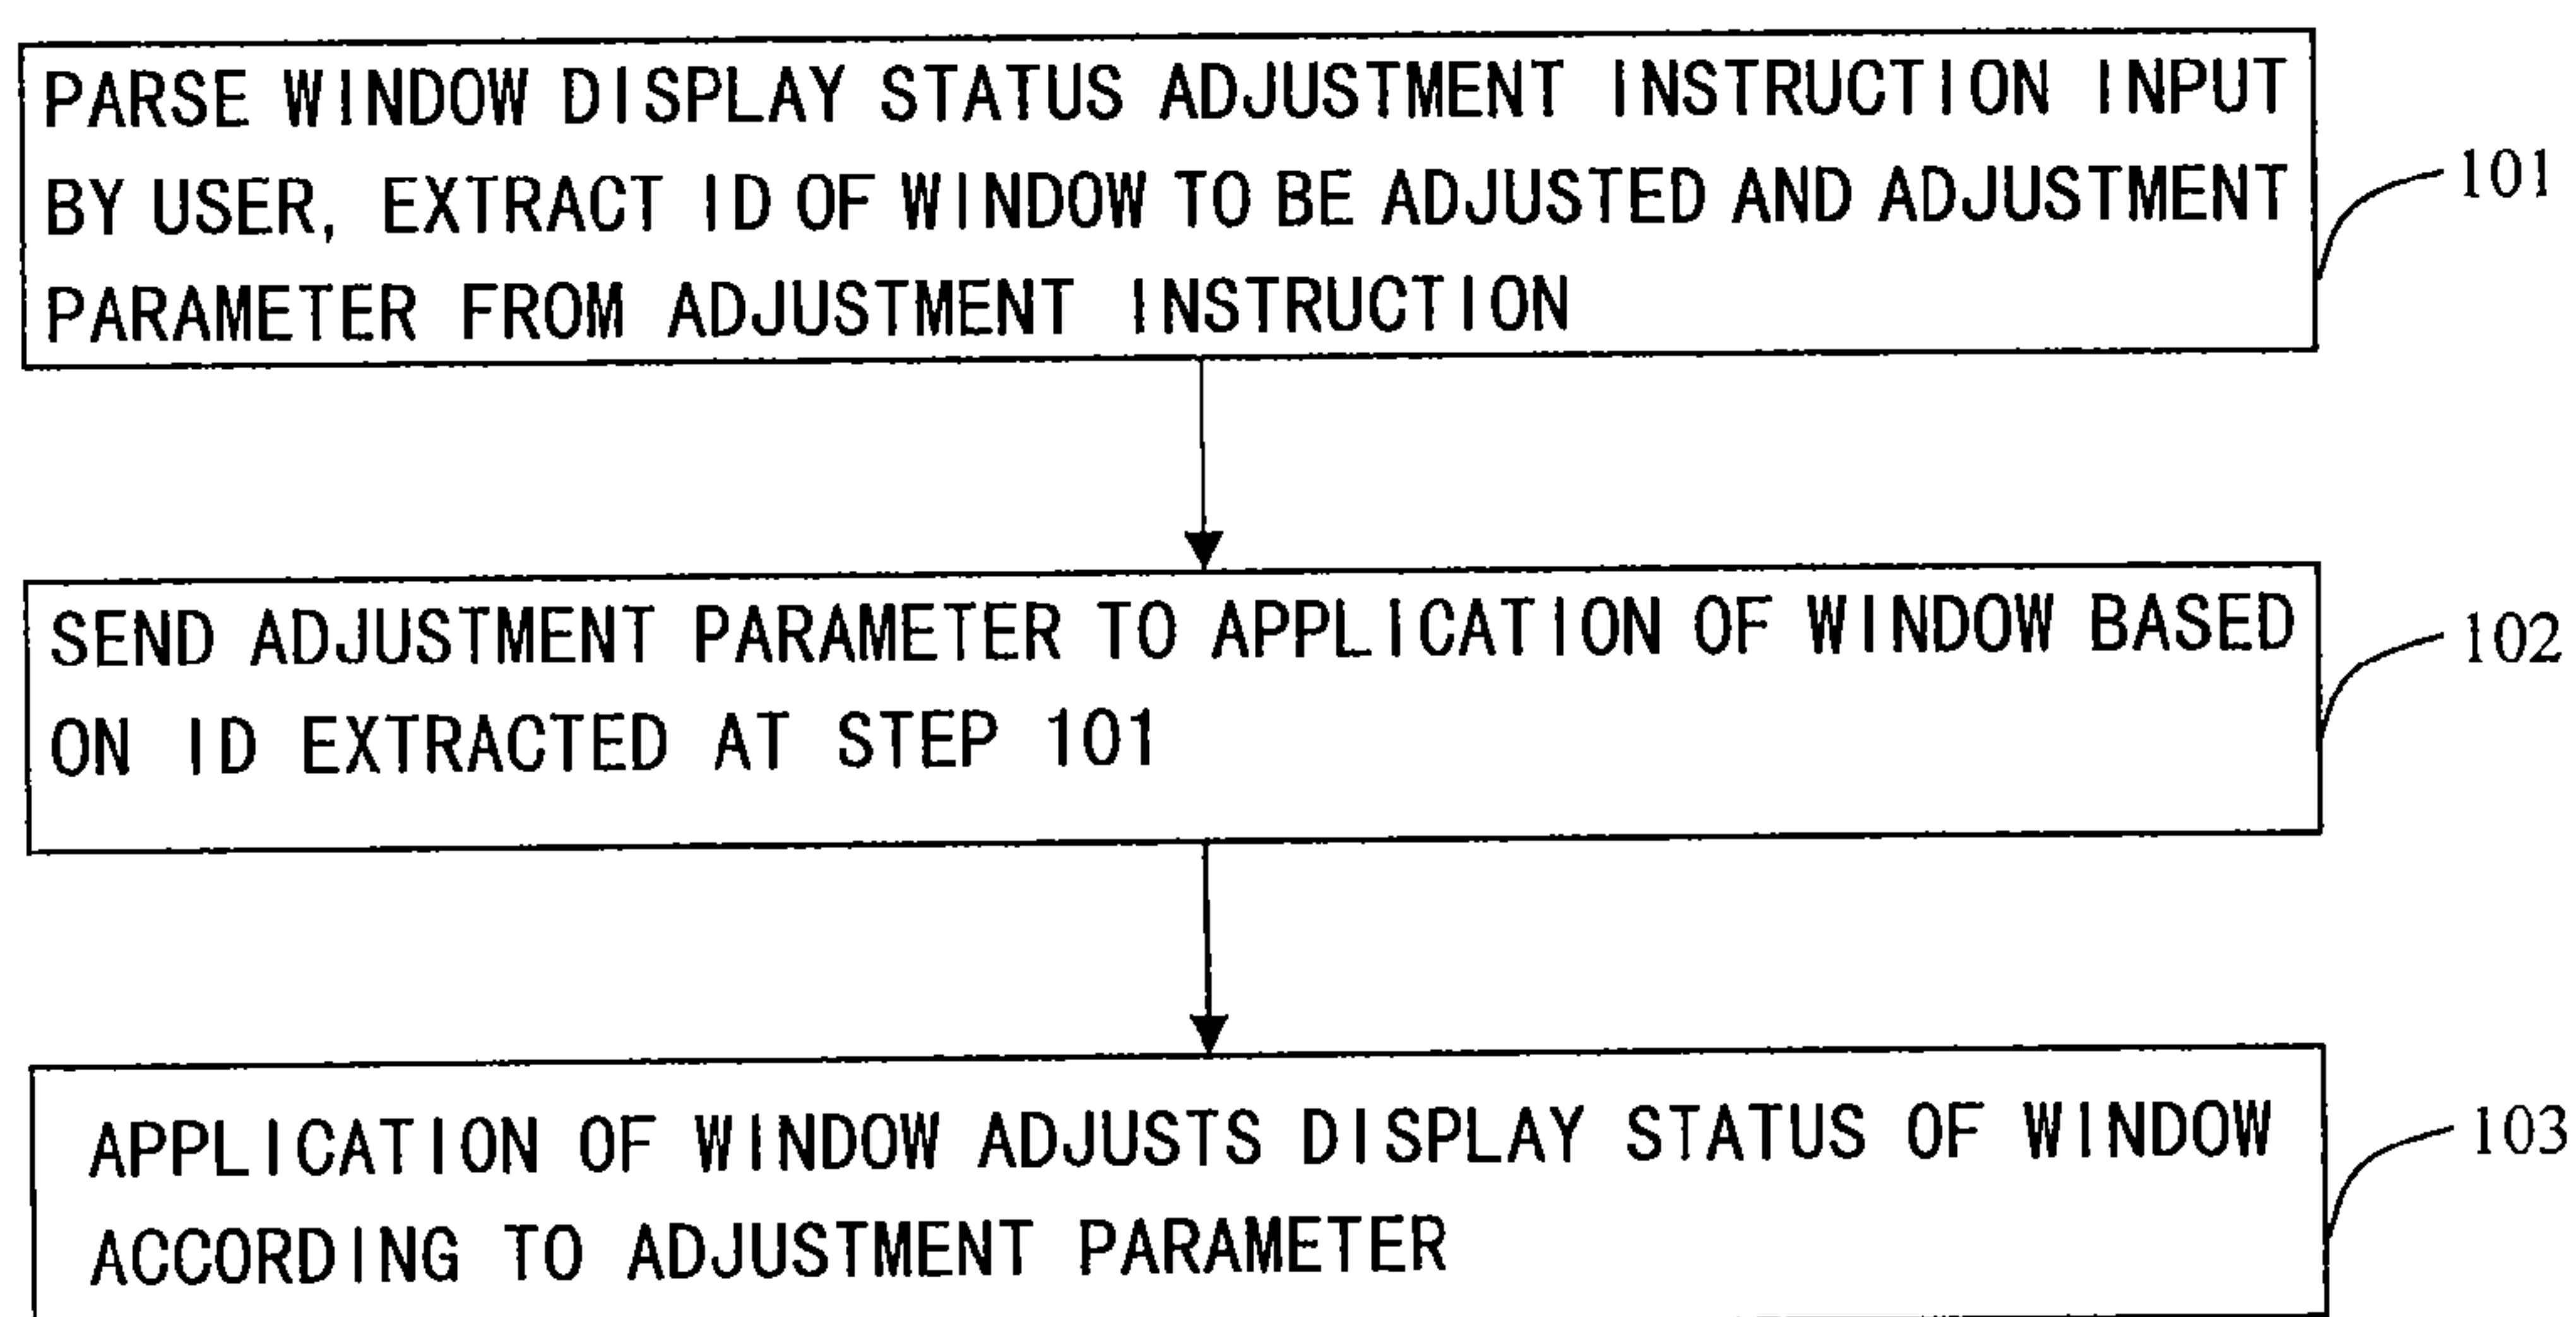 PARSE WINDOW DISPLAY STATUS ADJUSTMENT INSTRUCTION INPUT
BY USER, EXTRACT ID OF WINDOW TO BE ADJUSTED AND ADJUSTMENT
PARAMETER FROM ADJUSTMENT INSTRUCTION
101
SEND ADJUSTMENT PARAMETER TO APPLICATION OF WINDOW BASED
ON ID EXTRACTED AT STEP 101
102
APPLICATION OF WINDOW ADJUSTS DISPLAY STATUS OF WINDOW
ACCORDING TO ADJUSTMENT PARAMETER
103